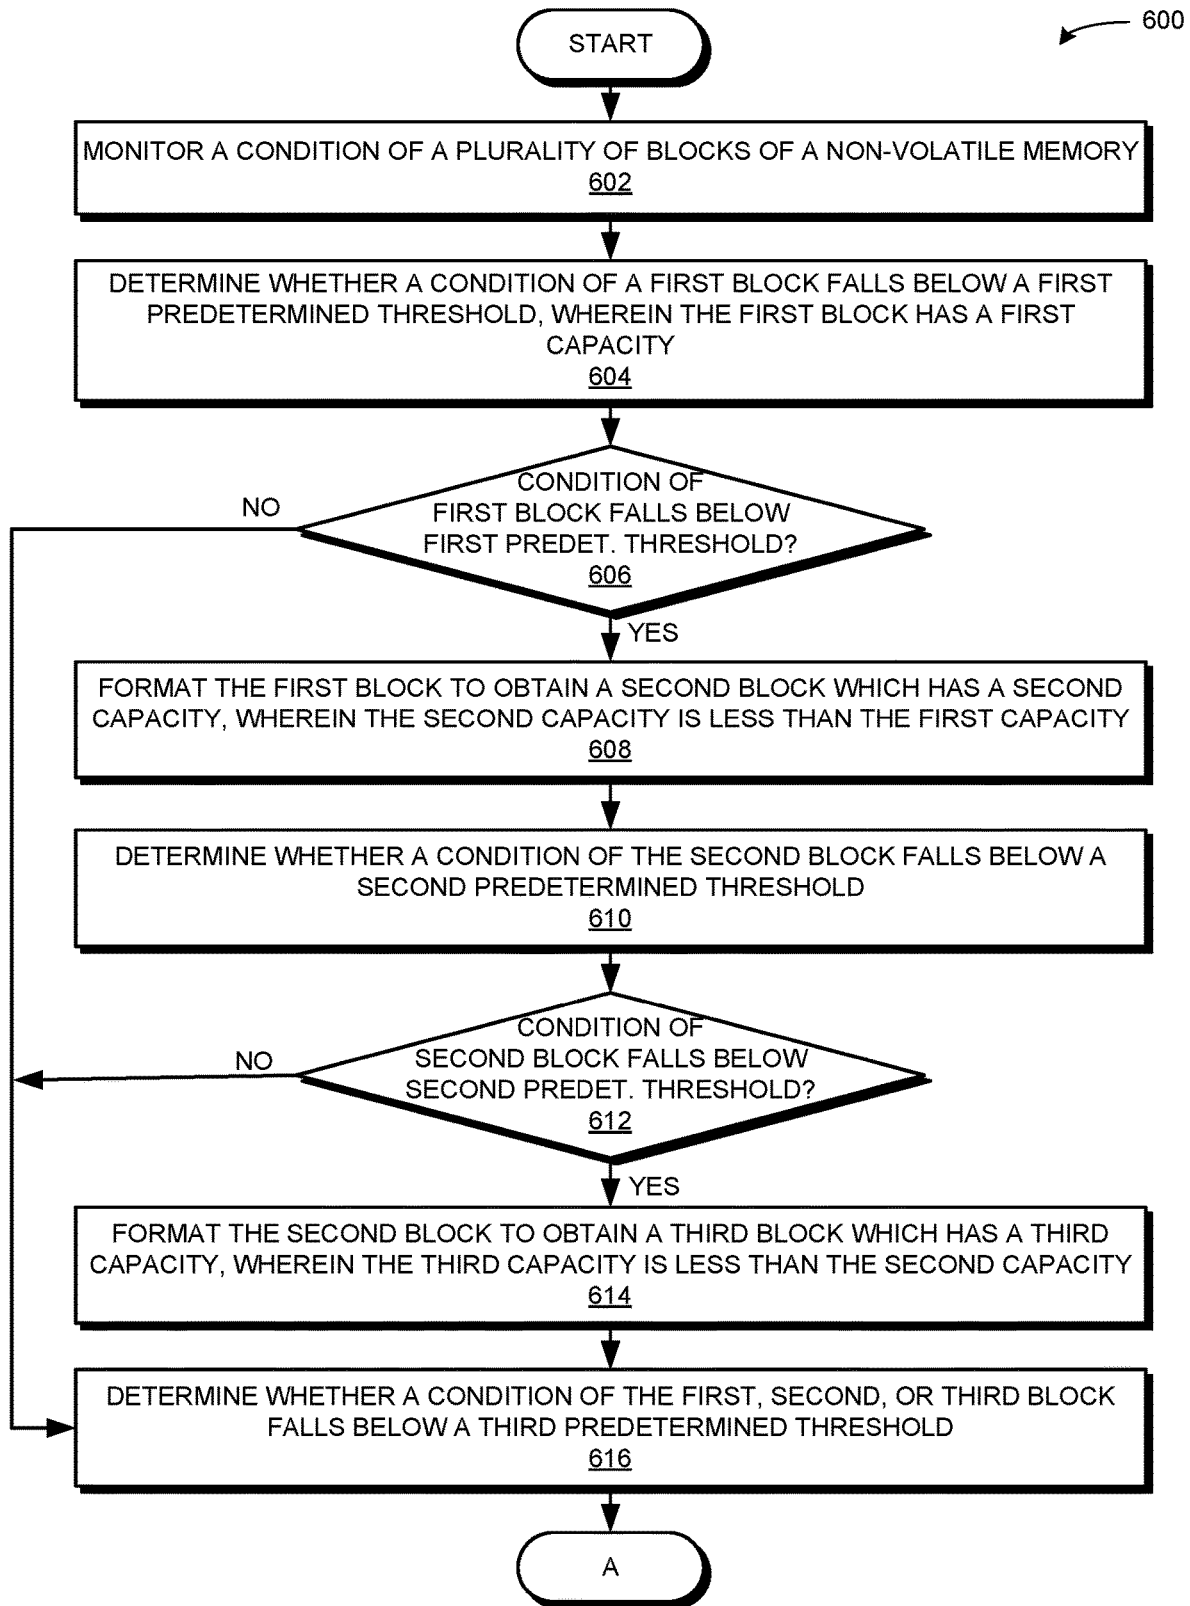 600
START
MONITOR A CONDITION OF A PLURALITY OF BLOCKS OF A NON-VOLATILE MEMORY
602
DETERMINE WHETHER A CONDITION OF A FIRST BLOCK FALLS BELOW A FIRST
PREDETERMINED THRESHOLD, WHEREIN THE FIRST BLOCK HAS A FIRST
CAPACITY
604
CONDITION OF
FIRST BLOCK FALLS BELOW
FIRST PREDET. THRESHOLD?
606
NO
YES
FORMAT THE FIRST BLOCK TO OBTAIN A SECOND BLOCK WHICH HAS A SECOND
CAPACITY, WHEREIN THE SECOND CAPACITY IS LESS THAN THE FIRST CAPACITY
608
DETERMINE WHETHER A CONDITION OF THE SECOND BLOCK FALLS BELOW A
SECOND PREDETERMINED THRESHOLD
610
CONDITION OF
SECOND BLOCK FALLS BELOW
SECOND PREDET. THRESHOLD?
612
NO
YES
FORMAT THE SECOND BLOCK TO OBTAIN A THIRD BLOCK WHICH HAS A THIRD
CAPACITY, WHEREIN THE THIRD CAPACITY IS LESS THAN THE SECOND CAPACITY
614
DETERMINE WHETHER A CONDITION OF THE FIRST, SECOND, OR THIRD BLOCK
FALLS BELOW A THIRD PREDETERMINED THRESHOLD
616
A